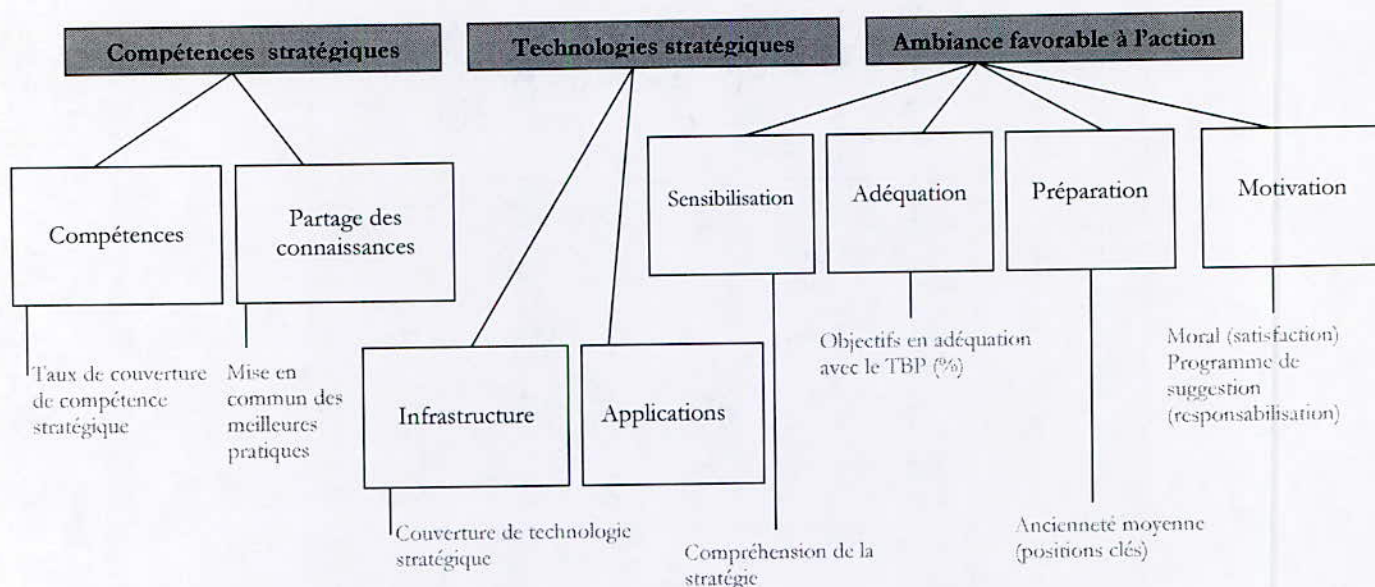 Compétences stratégiques
Technologies stratégiques
Ambiance favorable à l'action
Compétences
Partage des
connaissances
Sensibilisation
Adéquation
Préparation
Motivation
Taux de couverture
de compétence
stratégique
Mise en
commun des
meilleures
pratiques
Infrastructure
Applications
Objectifs en adéquation
avec le TBP (%)
Moral (satisfaction)
Programme de
suggestion
(responsabilisation)
Couverture de technologie
stratégique
Compréhension de la
stratégie
Ancienneté moyenne
(positions clés)